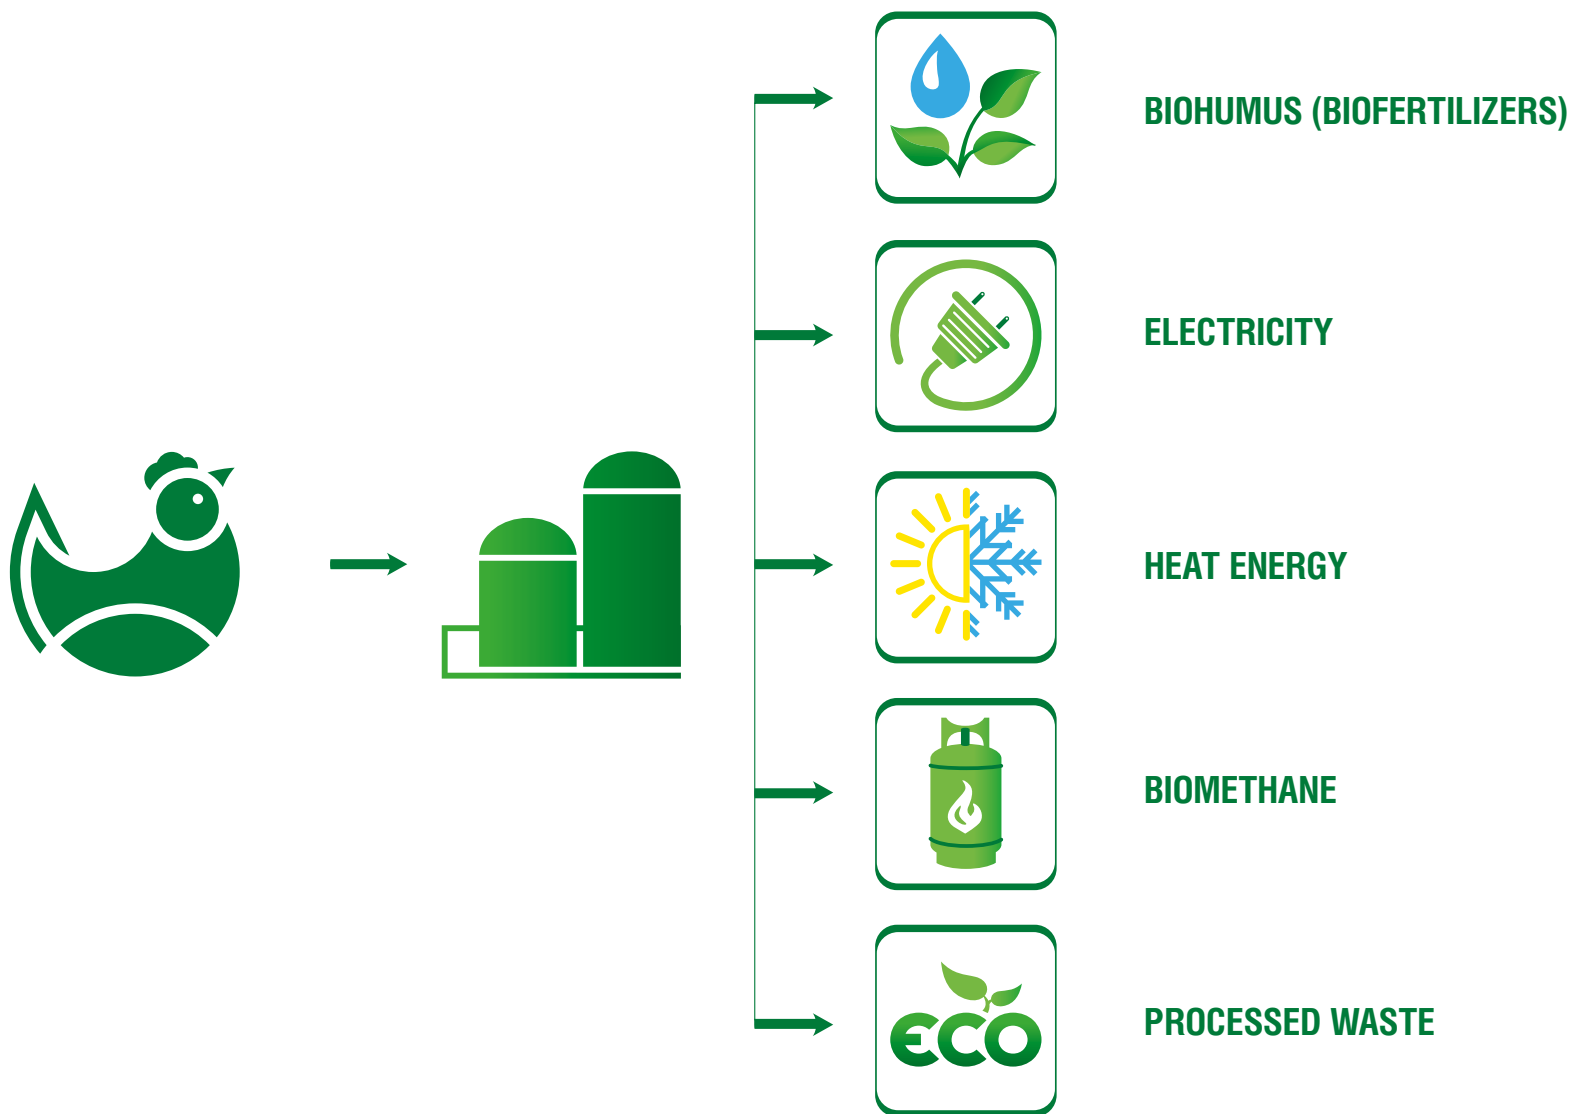 BIOHUMUS (BIOFERTILIZERS)
ELECTRICITY
HEAT ENERGY
BIOMETHANE
eco
PROCESSED WASTE